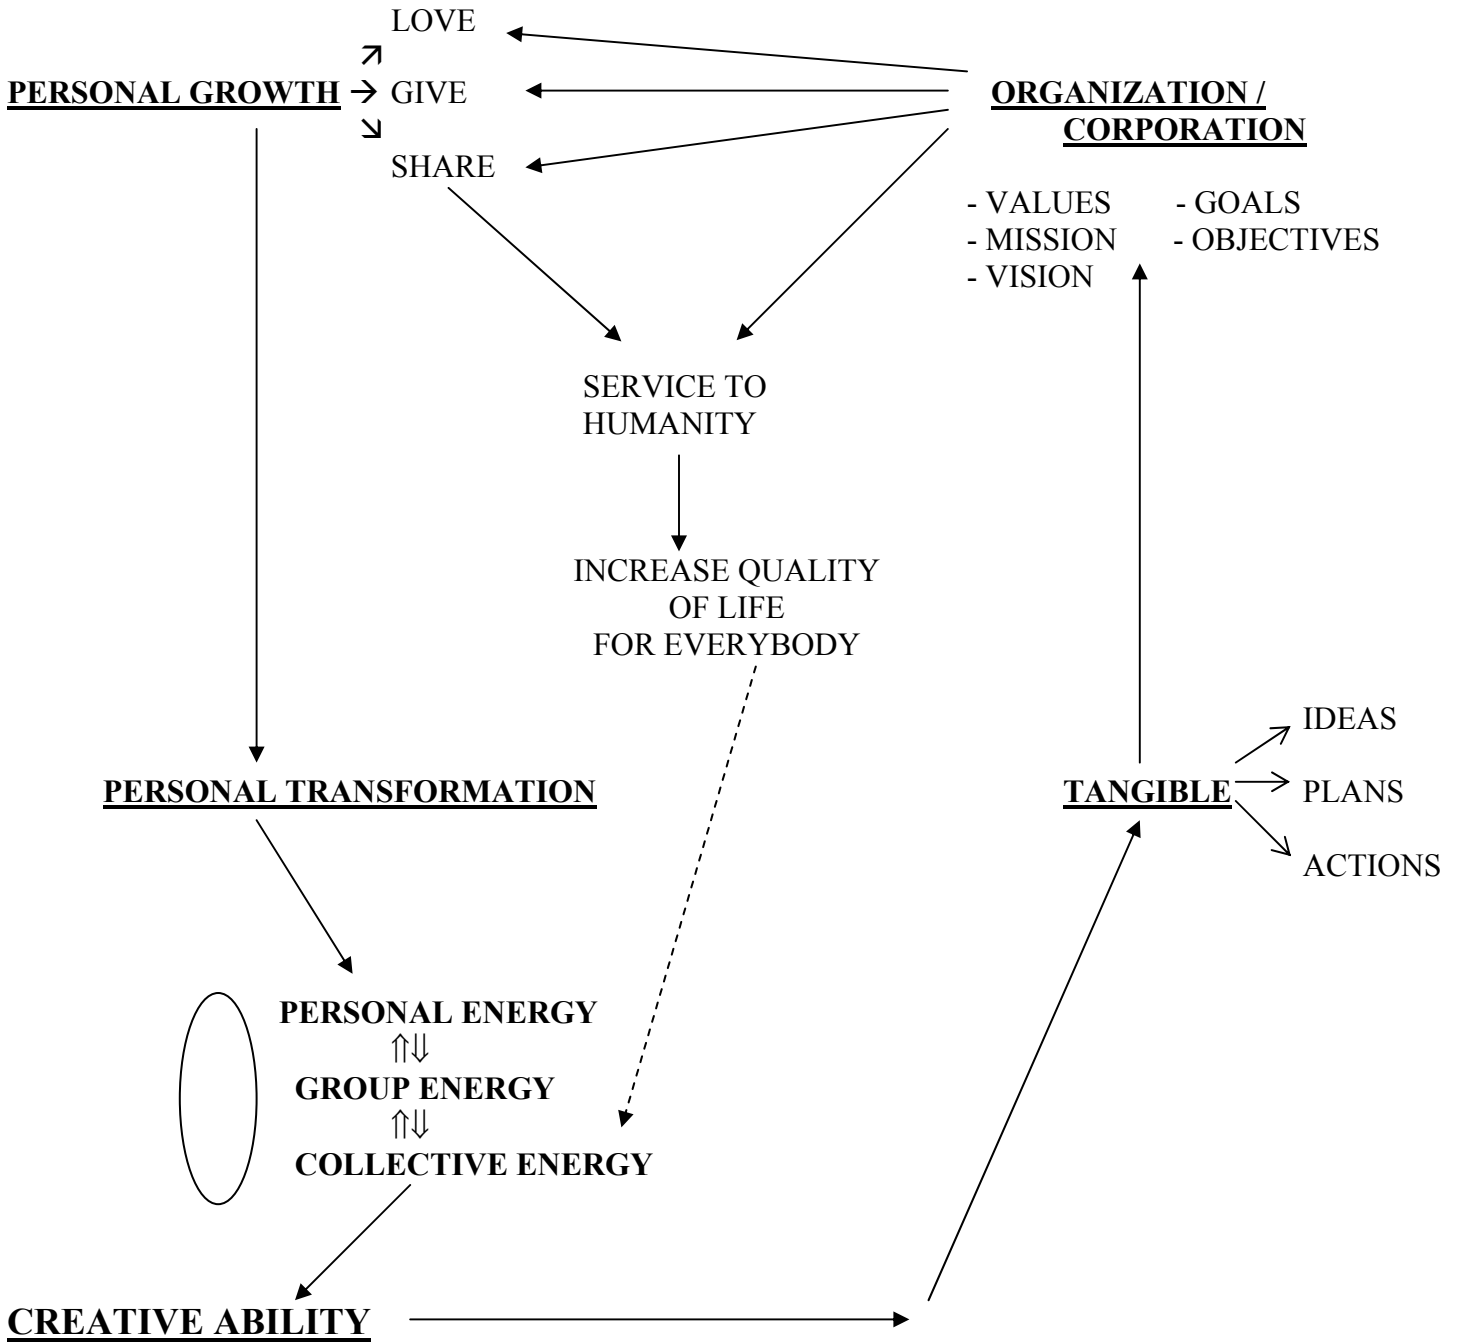 LOVE
PERSONAL GROWTH → GIVE
SHARE
ORGANIZATION /
CORPORATION
- VALUES - GOALS
- MISSION - OBJECTIVES
- VISION
SERVICE TO
HUMANITY
INCREASE QUALITY
OF LIFE
FOR EVERYBODY
PERSONAL TRANSFORMATION
TANGIBLE
IDEAS
PLANS
ACTIONS
PERSONAL ENERGY
⇑⇓
GROUP ENERGY
⇑⇓
COLLECTIVE ENERGY
CREATIVE ABILITY